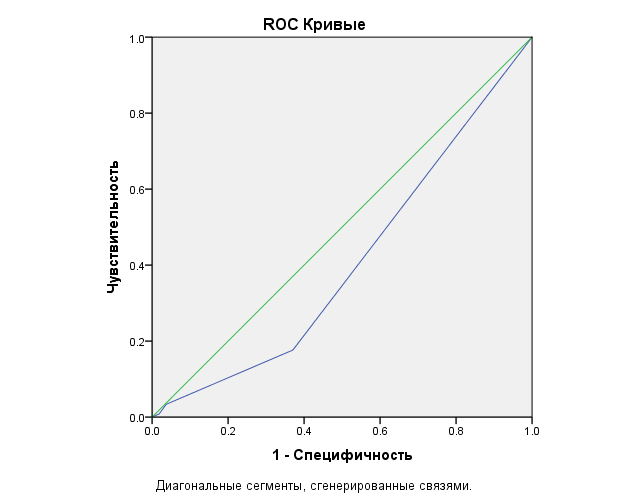 ROC Кривые
1.0
0.8
0.6
0.4
0.2
0.0
Чувствительность
0.0 0.2 0.4 0.6 0.8 1.0
1 - Специфичность
Диагональные сегменты, сгенерированные связями.